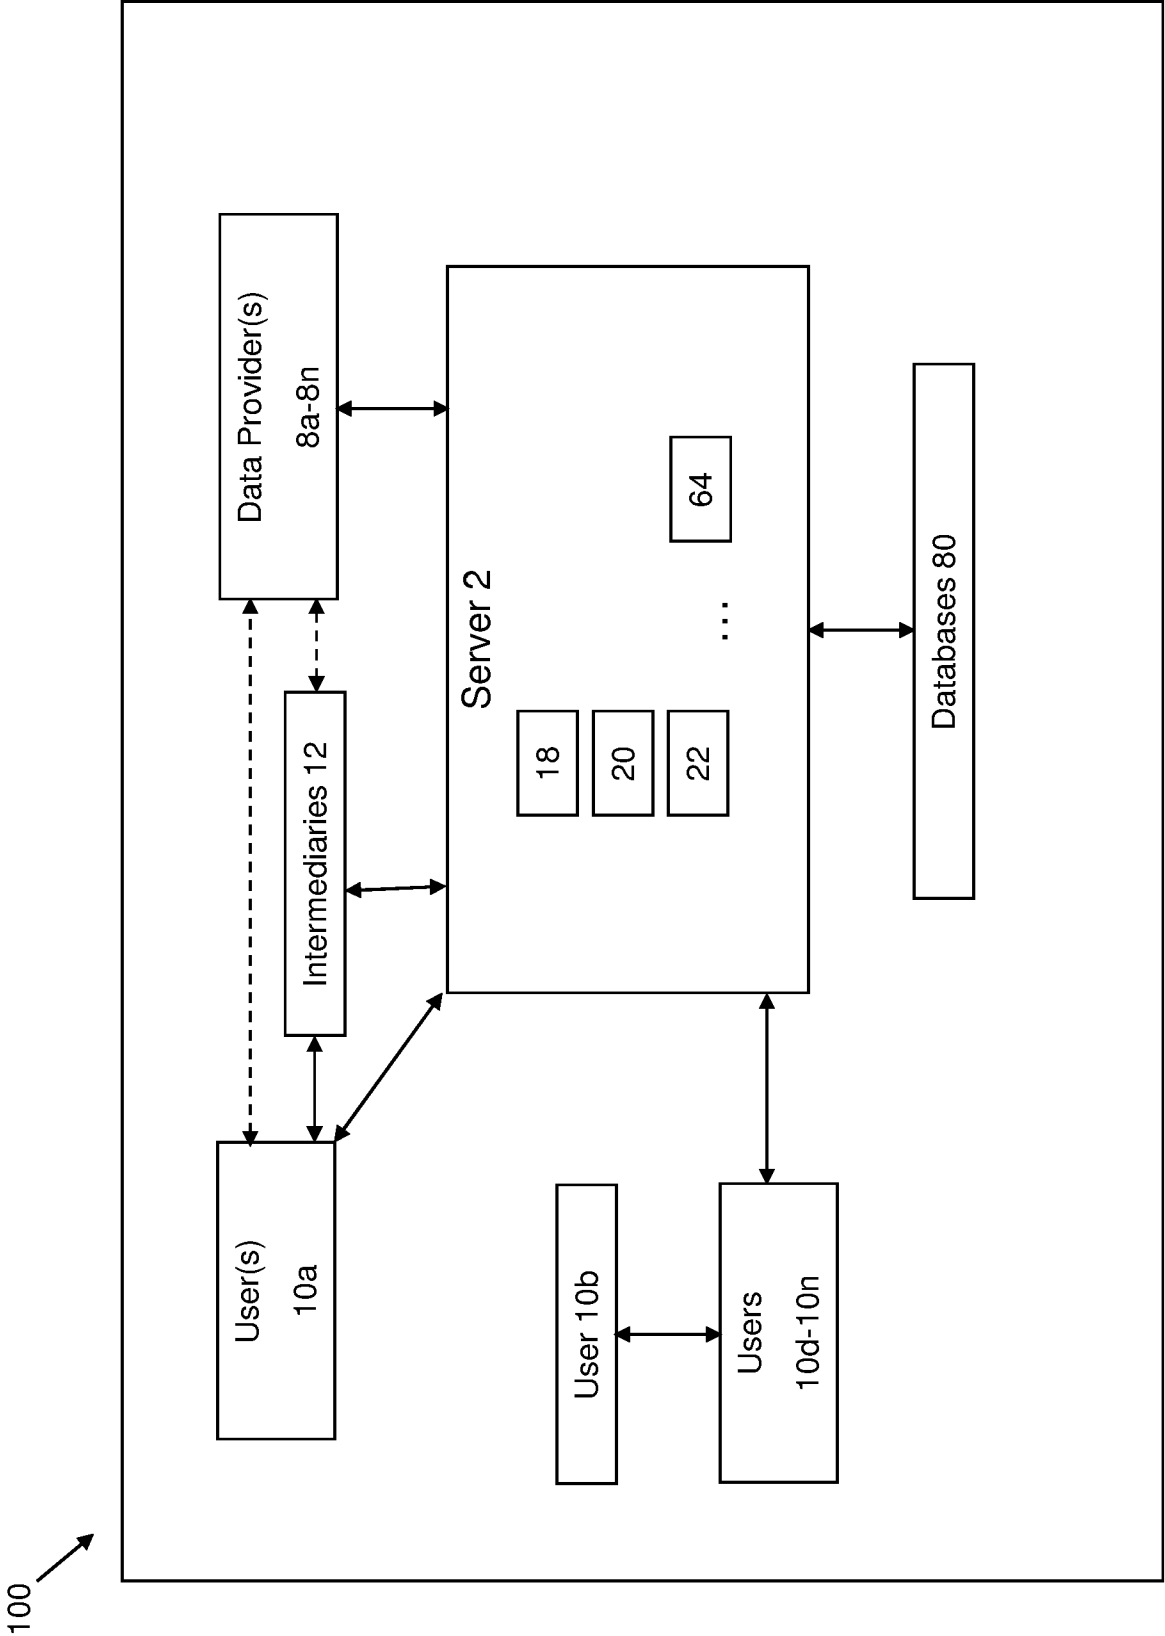 100
User(s)
10a
Intermediaries 12
Data Provider(s)
8a-8n
Server 2
18
20
22
...
64
User 10b
Users
10d-10n
Databases 80